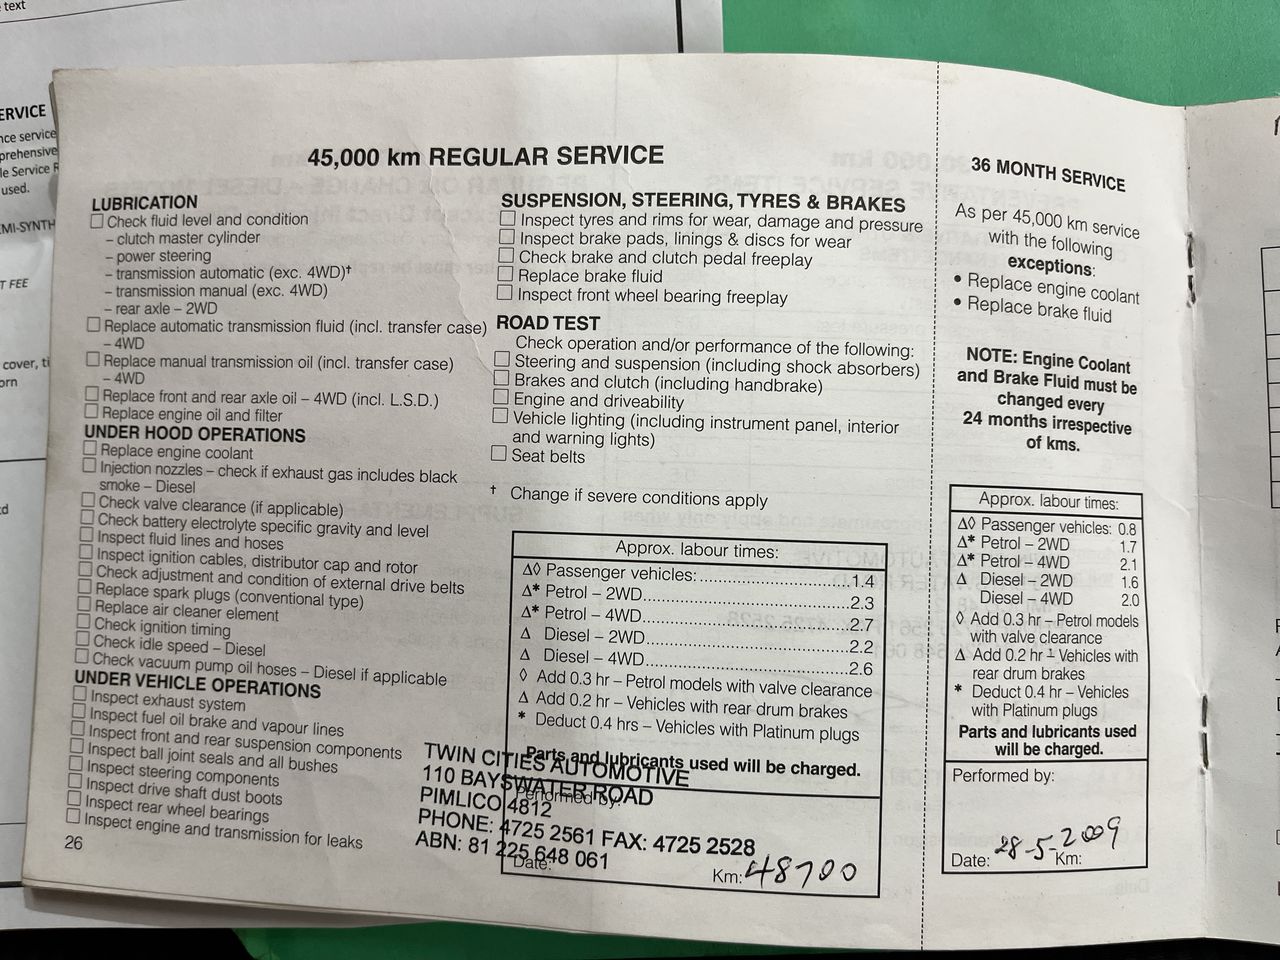 text
ERVICE
nce service
prehensive
le Service R
used.
EMI-SYNTH
T FEE
cover, ti
orn
45,000 km REGULAR SERVICE
LUBRICATION
Check fluid level and condition
– clutch master cylinder
– power steering
– transmission automatic (exc. 4WD)†
– transmission manual (exc. 4WD)
– rear axle – 2WD
Replace automatic transmission fluid (incl. transfer case)
– 4WD
Replace manual transmission oil (incl. transfer case)
– 4WD
Replace front and rear axle oil – 4WD (incl. L.S.D.)
Replace engine oil and filter
UNDER HOOD OPERATIONS
Replace engine coolant
Injection nozzles – check if exhaust gas includes black
smoke – Diesel
Check valve clearance (if applicable)
Check battery electrolyte specific gravity and level
Inspect fluid lines and hoses
Inspect ignition cables, distributor cap and rotor
Check adjustment and condition of external drive belts
Replace spark plugs (conventional type)
Replace air cleaner element
Check ignition timing
Check idle speed – Diesel
Check vacuum pump oil hoses – Diesel if applicable
UNDER VEHICLE OPERATIONS
Inspect exhaust system
Inspect fuel oil brake and vapour lines
Inspect front and rear suspension components
Inspect ball joint seals and all bushes
Inspect steering components
Inspect drive shaft dust boots
Inspect rear wheel bearings
Inspect engine and transmission for leaks
26
SUSPENSION, STEERING, TYRES & BRAKES
Inspect tyres and rims for wear, damage and pressure
Inspect brake pads, linings & discs for wear
Check brake and clutch pedal freeplay
Replace brake fluid
Inspect front wheel bearing freeplay
ROAD TEST
Check operation and/or performance of the following:
Steering and suspension (including shock absorbers)
Brakes and clutch (including handbrake)
Engine and driveability
Vehicle lighting (including instrument panel, interior
and warning lights)
Seat belts
† Change if severe conditions apply
Approx. labour times:
Δ◊ Passenger vehicles:..............................1.4
Δ* Petrol – 2WD..........................................2.3
Δ* Petrol – 4WD..........................................2.7
Δ Diesel – 2WD..........................................2.2
Δ Diesel – 4WD..........................................2.6
◊ Add 0.3 hr – Petrol models with valve clearance
Δ Add 0.2 hr – Vehicles with rear drum brakes
* Deduct 0.4 hrs – Vehicles with Platinum plugs
Parts and lubricants used will be charged.
Performed by:
TWIN CITIES AUTOMOTIVE
110 BAYSWATER ROAD
PIMLICO 4812
PHONE: 4725 2561 FAX: 4725 2528
ABN: 81 225 648 061
Date:
Km: 48700
36 MONTH SERVICE
As per 45,000 km service
with the following
exceptions:
• Replace engine coolant
• Replace brake fluid
NOTE: Engine Coolant
and Brake Fluid must be
changed every
24 months irrespective
of kms.
Approx. labour times:
Δ◊ Passenger vehicles: 0.8
Δ* Petrol – 2WD 1.7
Δ* Petrol – 4WD 2.1
Δ Diesel – 2WD 1.6
Diesel – 4WD 2.0
◊ Add 0.3 hr – Petrol models
with valve clearance
Δ Add 0.2 hr – Vehicles with
rear drum brakes
* Deduct 0.4 hr – Vehicles
with Platinum plugs
Parts and lubricants used
will be charged.
Performed by:
Date: 28-5-2009 Km: